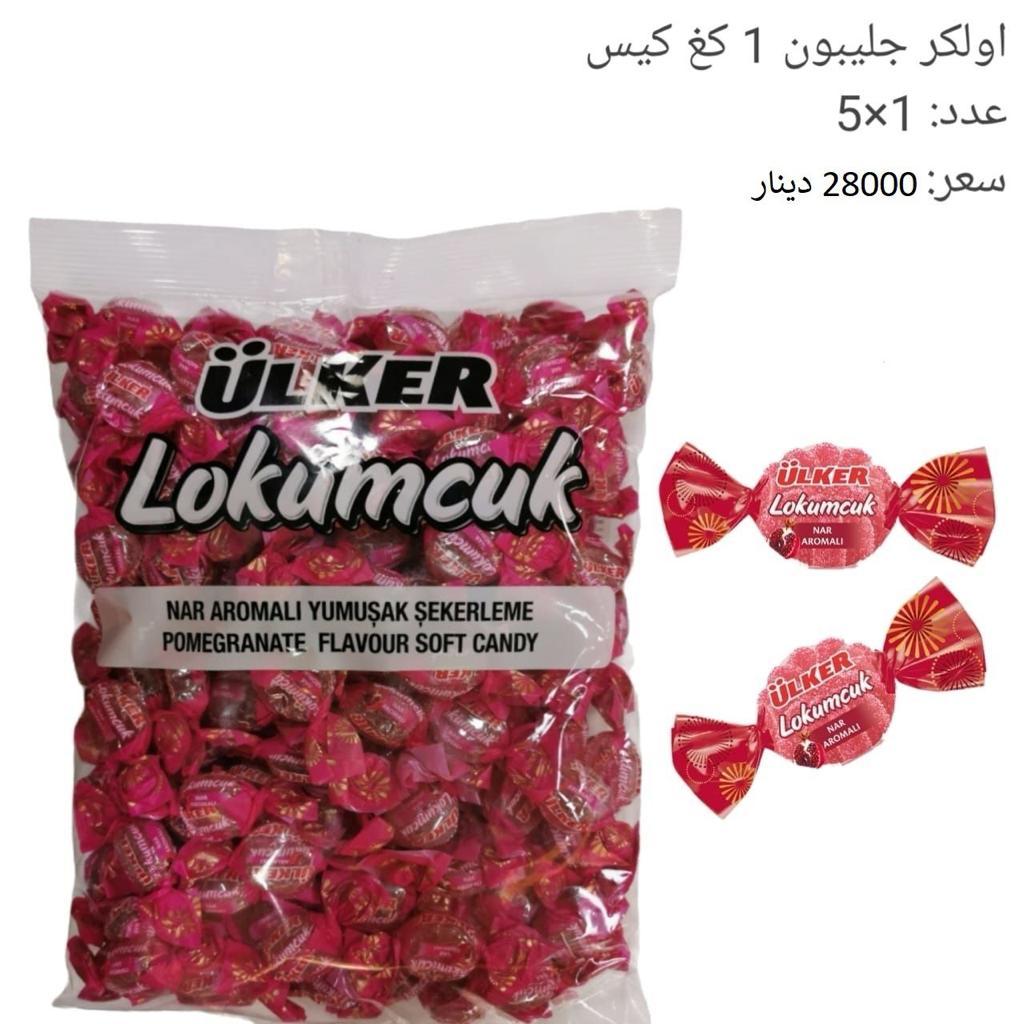 اولكر جليبون 1 كغ كيس
عدد: 1×5
سعر: 28000 دينار
ÜLKER
Lokumcuk
NAR AROMALI YUMUŞAK ŞEKERLEME
POMEGRANATE FLAVOUR SOFT CANDY
ÜLKER
Lokumcuk
NAR
AROMALI
ÜLKER
Lokumcuk
NAR
AROMALI